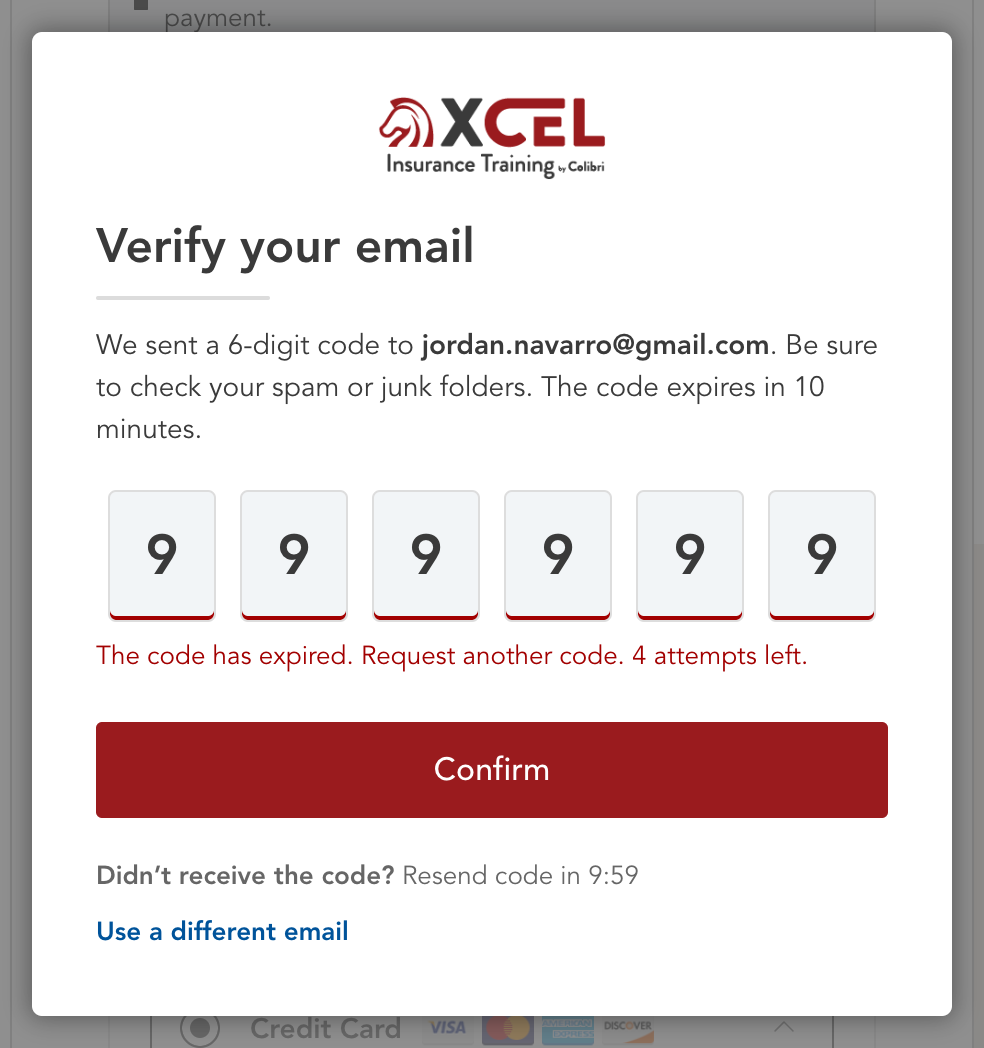 payment.
XCEL
Insurance Training by Colibri
Verify your email
We sent a 6-digit code to jordan.navarro@gmail.com. Be sure
to check your spam or junk folders. The code expires in 10
minutes.
9 9 9 9 9 9
The code has expired. Request another code. 4 attempts left.
Confirm
Didn’t receive the code? Resend code in 9:59
Use a different email
Credit Card VISA AMERICAN EXPRESS DISCOVER